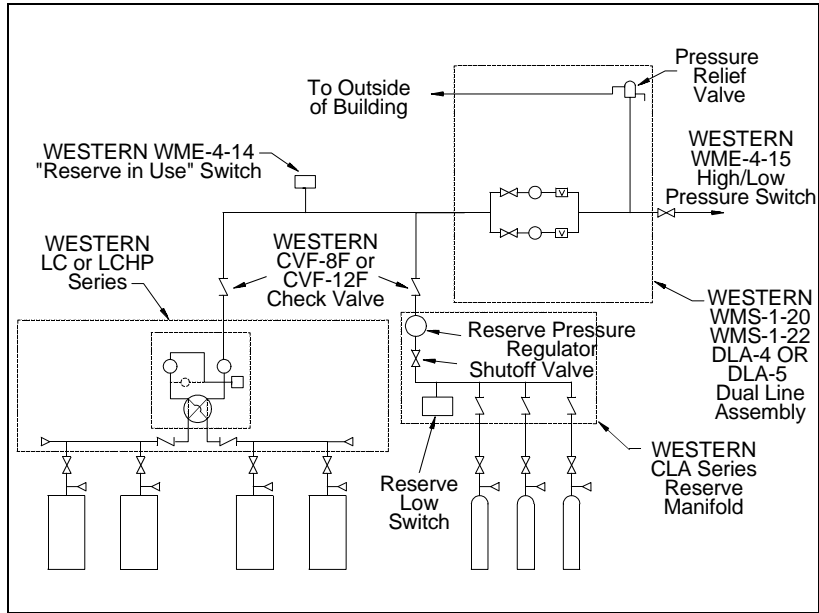 Pressure
Relief
Valve
To Outside
of Building
WESTERN WME-4-14
"Reserve in Use" Switch
WESTERN
WME-4-15
High/Low
Pressure Switch
V
V
WESTERN
LC or LCHP
Series
WESTERN
CVF-8F or
CVF-12F
Check Valve
WESTERN
WMS-1-20
WMS-1-22
DLA-4 OR
DLA-5
Dual Line
Assembly
Reserve Pressure
Regulator
Shutoff Valve
Reserve
Low
Switch
WESTERN
CLA Series
Reserve
Manifold